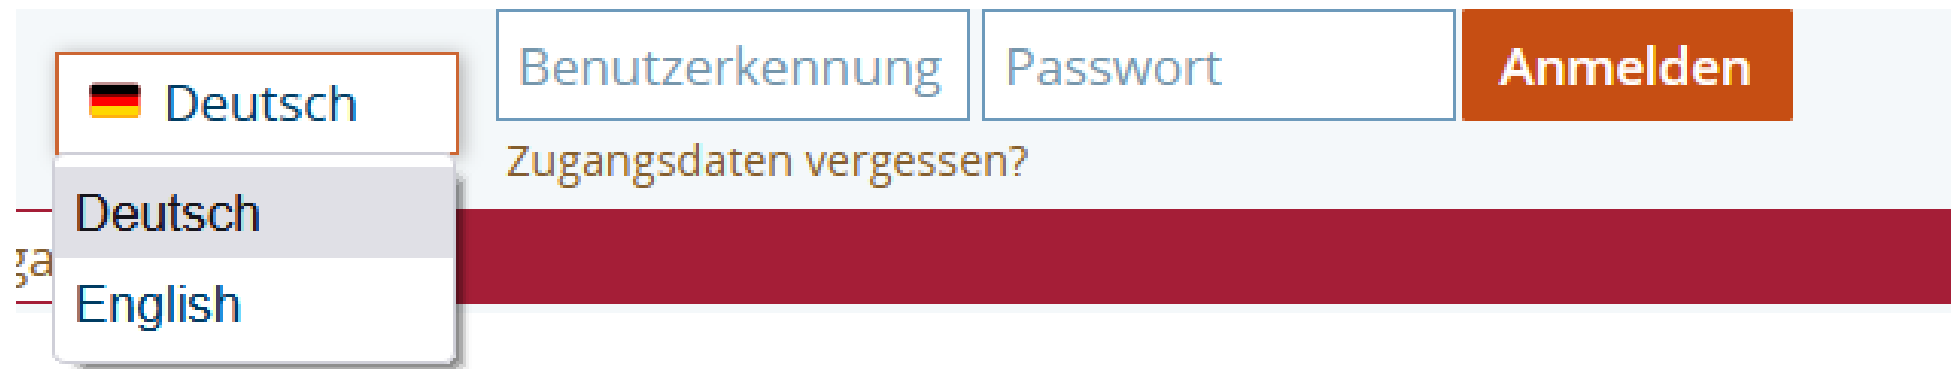 Deutsch
Benutzerkennung
Passwort
Anmelden
Zugangsdaten vergessen?
Deutsch
English